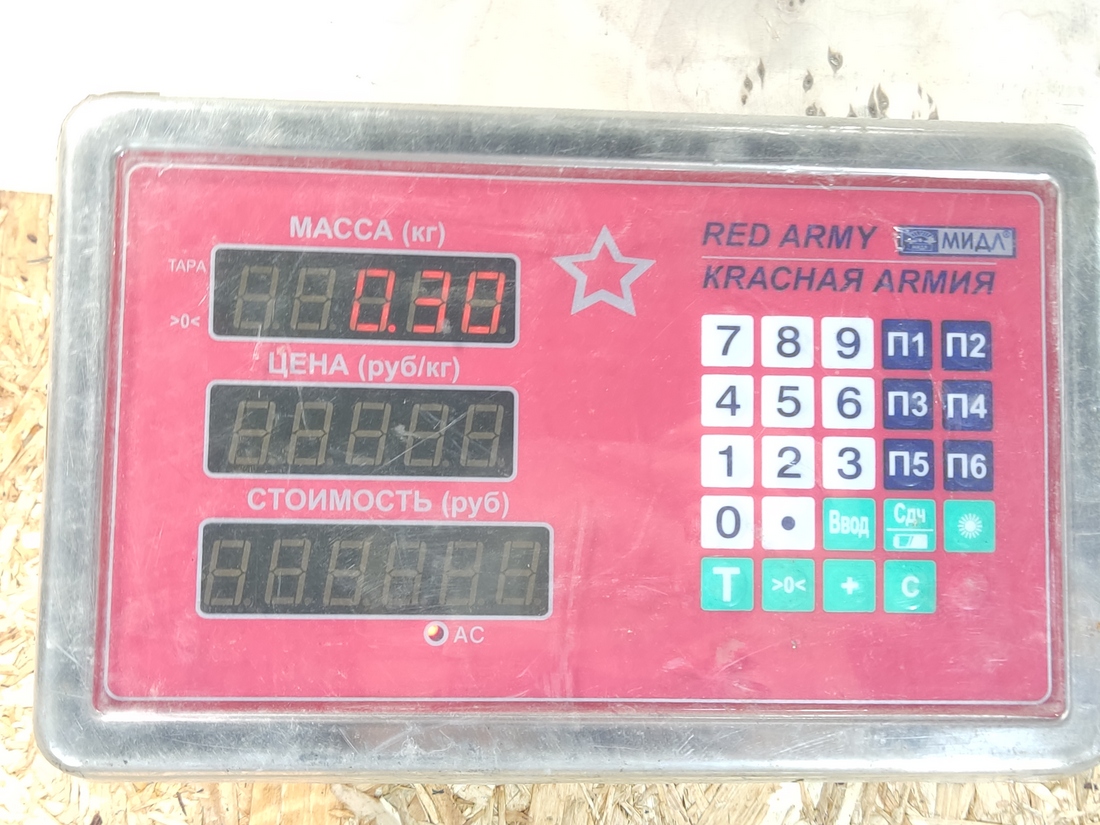 МАССА (кг)
ТАРА
0.30
>0<
ЦЕНА (руб/кг)
СТОИМОСТЬ (руб)
AC
RED ARMY МИДЛ
KRACНАЯ ARMИЯ
7 8 9 П1 П2
4 5 6 П3 П4
1 2 3 П5 П6
0 • Ввод Сдч
T >0< + C